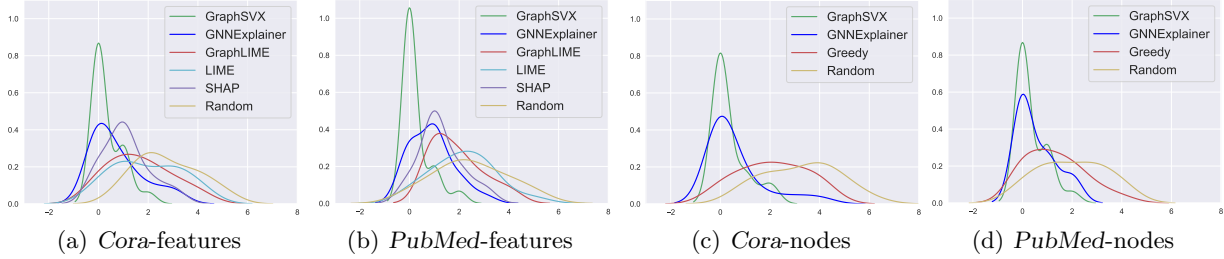 1.0
0.8
0.6
0.4
0.2
0.0
−2 0 2 4 6 8
GraphSVX
GNNExplainer
GraphLIME
LIME
SHAP
Random
(a) Cora-features
1.0
0.8
0.6
0.4
0.2
0.0
−2 0 2 4 6 8
GraphSVX
GNNExplainer
GraphLIME
LIME
SHAP
Random
(b) PubMed-features
1.0
0.8
0.6
0.4
0.2
0.0
−2 0 2 4 6 8
GraphSVX
GNNExplainer
Greedy
Random
(c) Cora-nodes
1.0
0.8
0.6
0.4
0.2
0.0
−2 0 2 4 6 8
GraphSVX
GNNExplainer
Greedy
Random
(d) PubMed-nodes